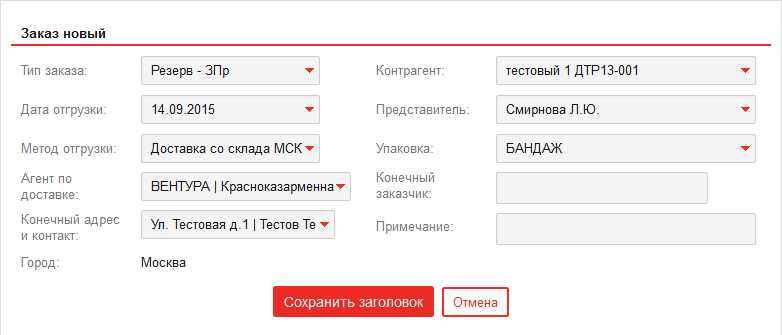 Заказ новый
Тип заказа: Резерв - ЗПр Контрагент: тестовый 1 ДТР13-001
Дата отгрузки: 14.09.2015 Представитель: Смирнова Л.Ю.
Метод отгрузки: Доставка со склада МСК Упаковка: БАНДАЖ
Агент по
доставке: ВЕНТУРА | Красноказарменна Конечный
заказчик:
Конечный адрес
и контакт: Ул. Тестовая д.1 | Тестов Те Примечание:
Город: Москва
Сохранить заголовок Отмена